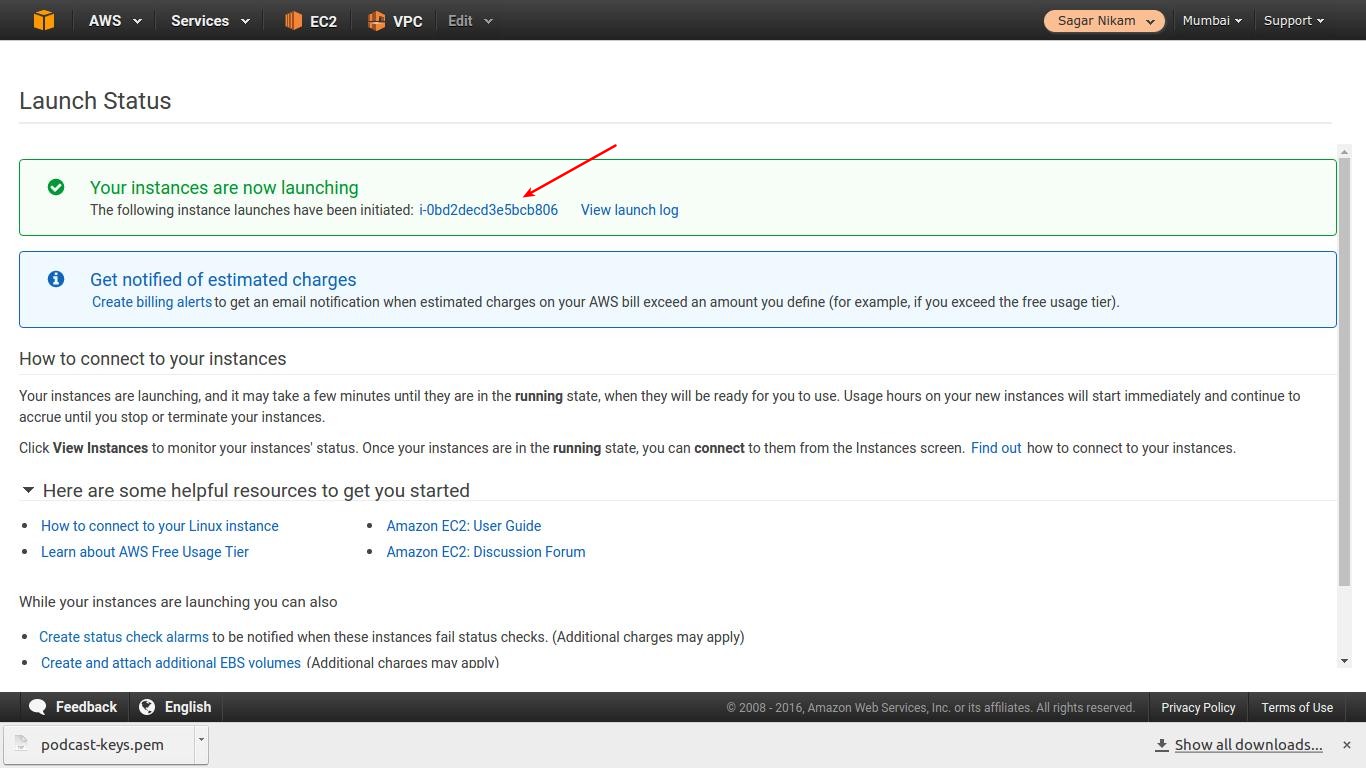 AWS Services EC2 VPC Edit Sagar Nikam Mumbai Support
Launch Status
Your instances are now launching
The following instance launches have been initiated: i-0bd2decd3e5bcb806 View launch log
Get notified of estimated charges
Create billing alerts to get an email notification when estimated charges on your AWS bill exceed an amount you define (for example, if you exceed the free usage tier).
How to connect to your instances
Your instances are launching, and it may take a few minutes until they are in the running state, when they will be ready for you to use. Usage hours on your new instances will start immediately and continue to
accrue until you stop or terminate your instances.
Click View Instances to monitor your instances' status. Once your instances are in the running state, you can connect to them from the Instances screen. Find out how to connect to your instances.
Here are some helpful resources to get you started
• How to connect to your Linux instance • Amazon EC2: User Guide
• Learn about AWS Free Usage Tier • Amazon EC2: Discussion Forum
While your instances are launching you can also
• Create status check alarms to be notified when these instances fail status checks. (Additional charges may apply)
• Create and attach additional EBS volumes (Additional charges may apply)
Feedback English © 2008 - 2016, Amazon Web Services, Inc. or its affiliates. All rights reserved. Privacy Policy Terms of Use
podcast-keys.pem Show all downloads...